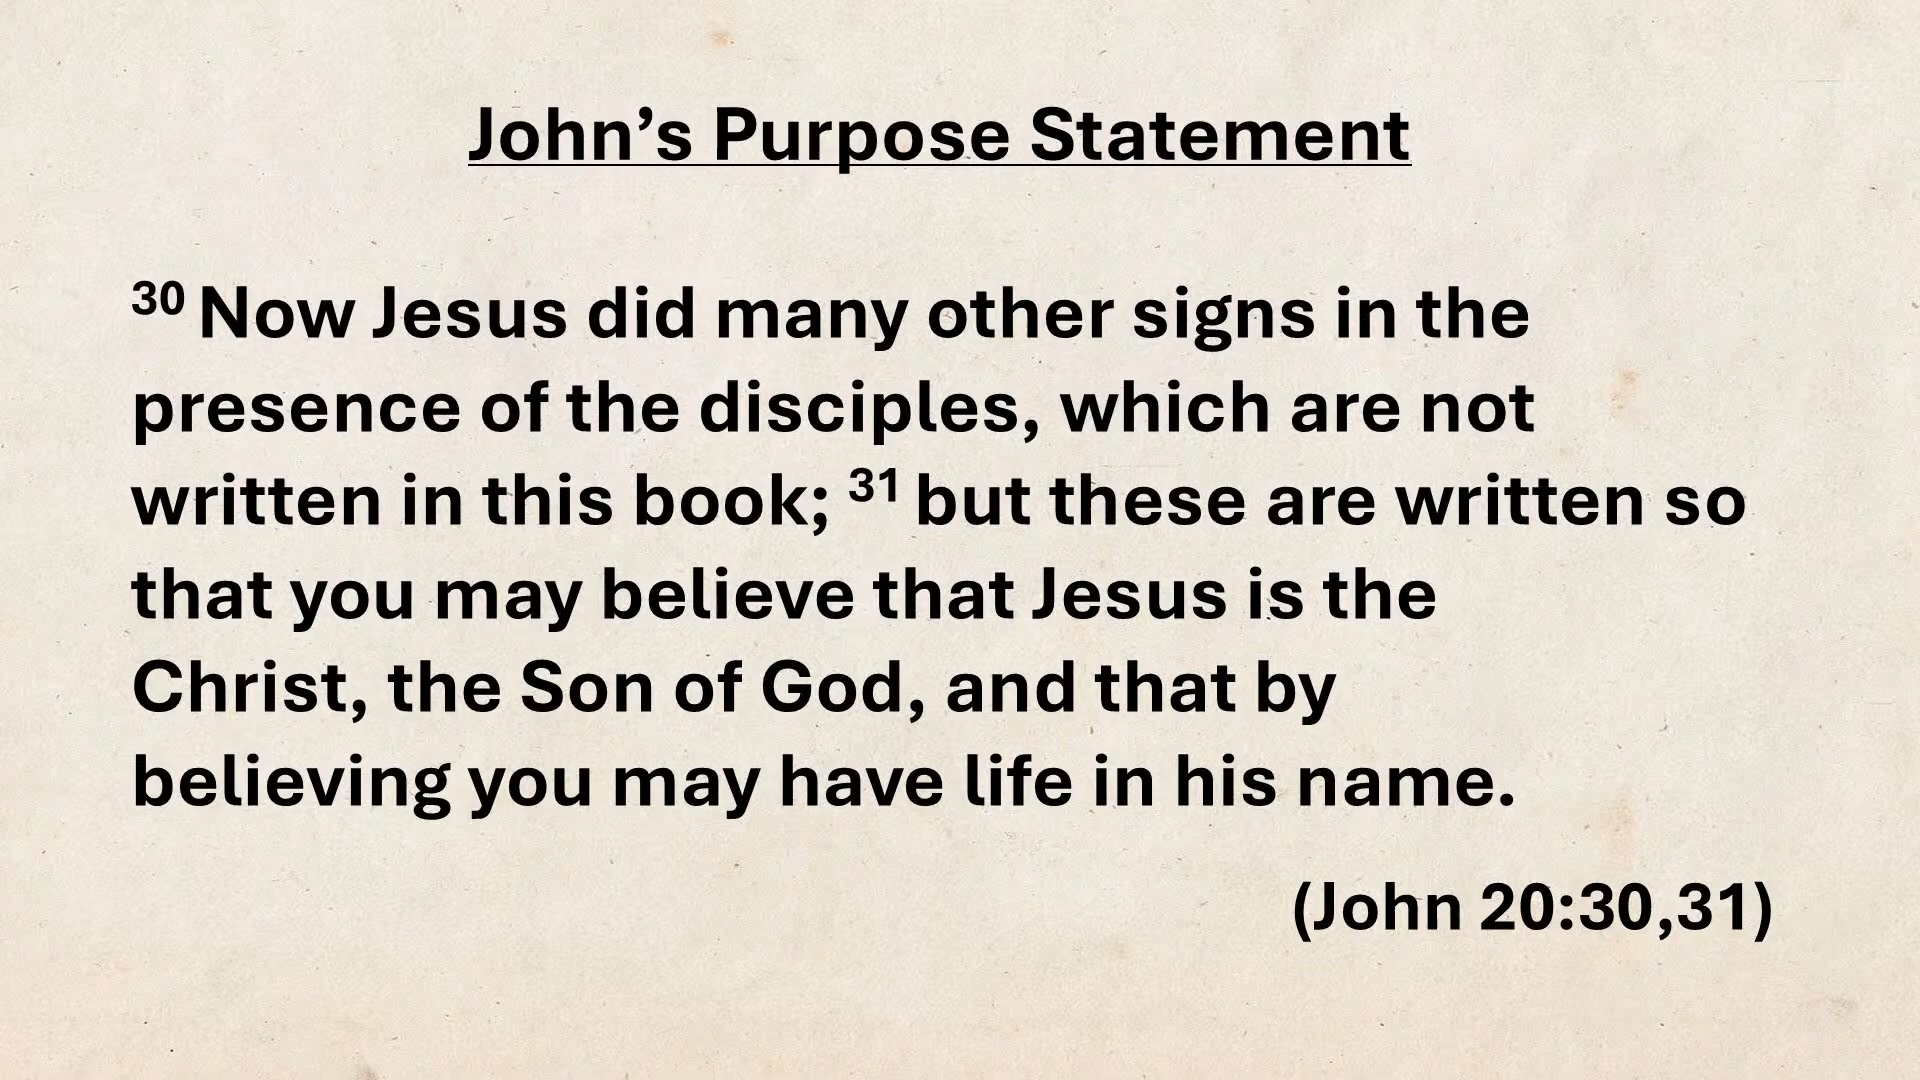 John’s Purpose Statement
30 Now Jesus did many other signs in the
presence of the disciples, which are not
written in this book; 31 but these are written so
that you may believe that Jesus is the
Christ, the Son of God, and that by
believing you may have life in his name.
(John 20:30,31)